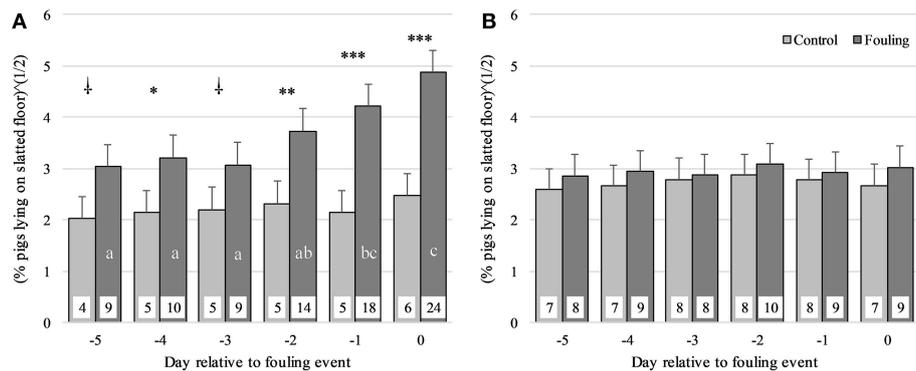 A
B
(% pigs lying on slatted floor)^(1/2)
6
5
4
3
2
1
0
† * † ** *** ***
a a a ab bc c
4 9 5 10 5 9 5 14 5 18 6 24
-5 -4 -3 -2 -1 0
Day relative to fouling event
(% pigs lying on slatted floor)^(1/2)
6
5
4
3
2
1
0
Control Fouling
7 8 7 9 8 8 8 10 8 9 7 9
-5 -4 -3 -2 -1 0
Day relative to fouling event